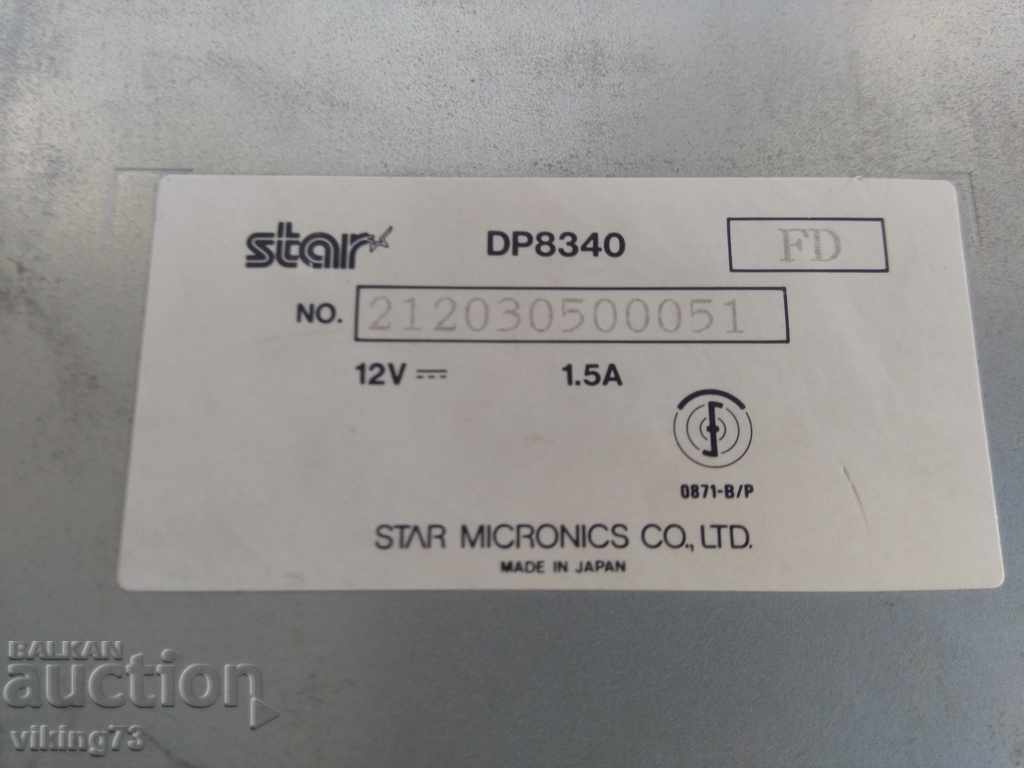 star DP8340 FD
NO. 212030500051
12V ⎓ 1.5A
0871-B/P
STAR MICRONICS CO., LTD.
MADE IN JAPAN
BALKAN
auction
viking73